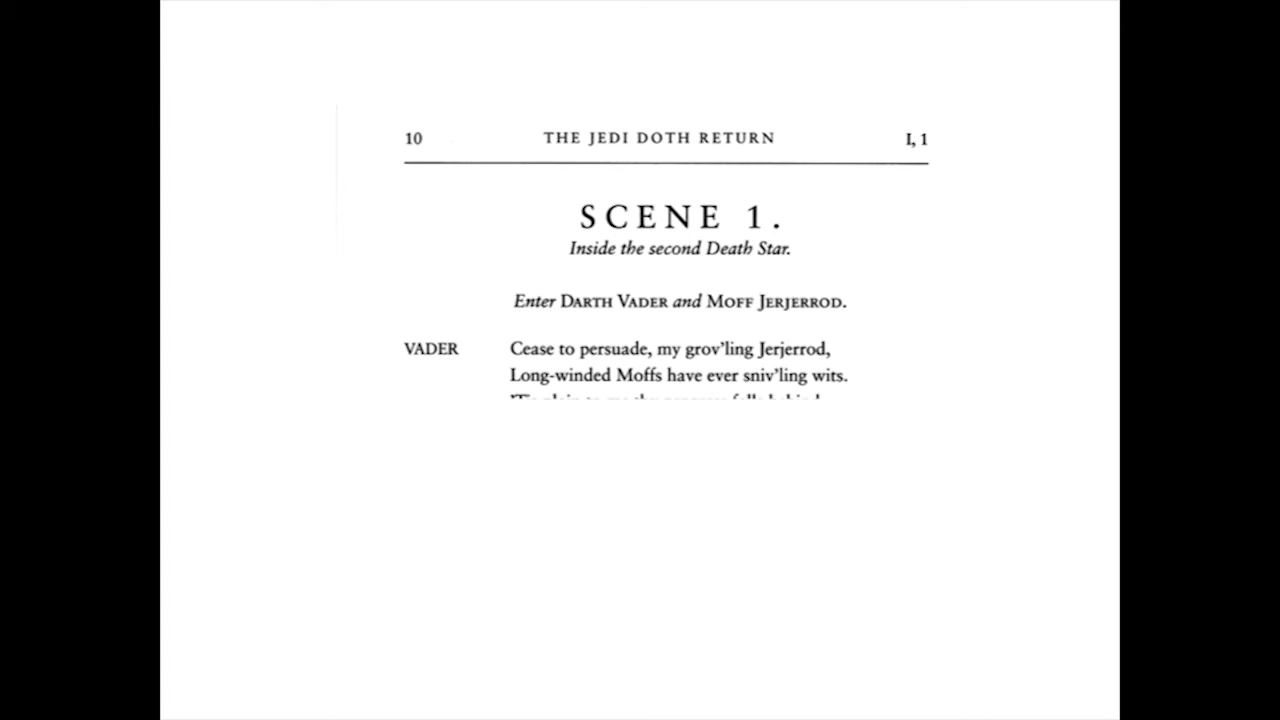 10 THE JEDI DOTH RETURN I, 1
SCENE 1.
Inside the second Death Star.
Enter DARTH VADER and MOFF JERJERROD.
VADER Cease to persuade, my grov’ling Jerjerrod,
Long-winded Moffs have ever sniv’ling wits.